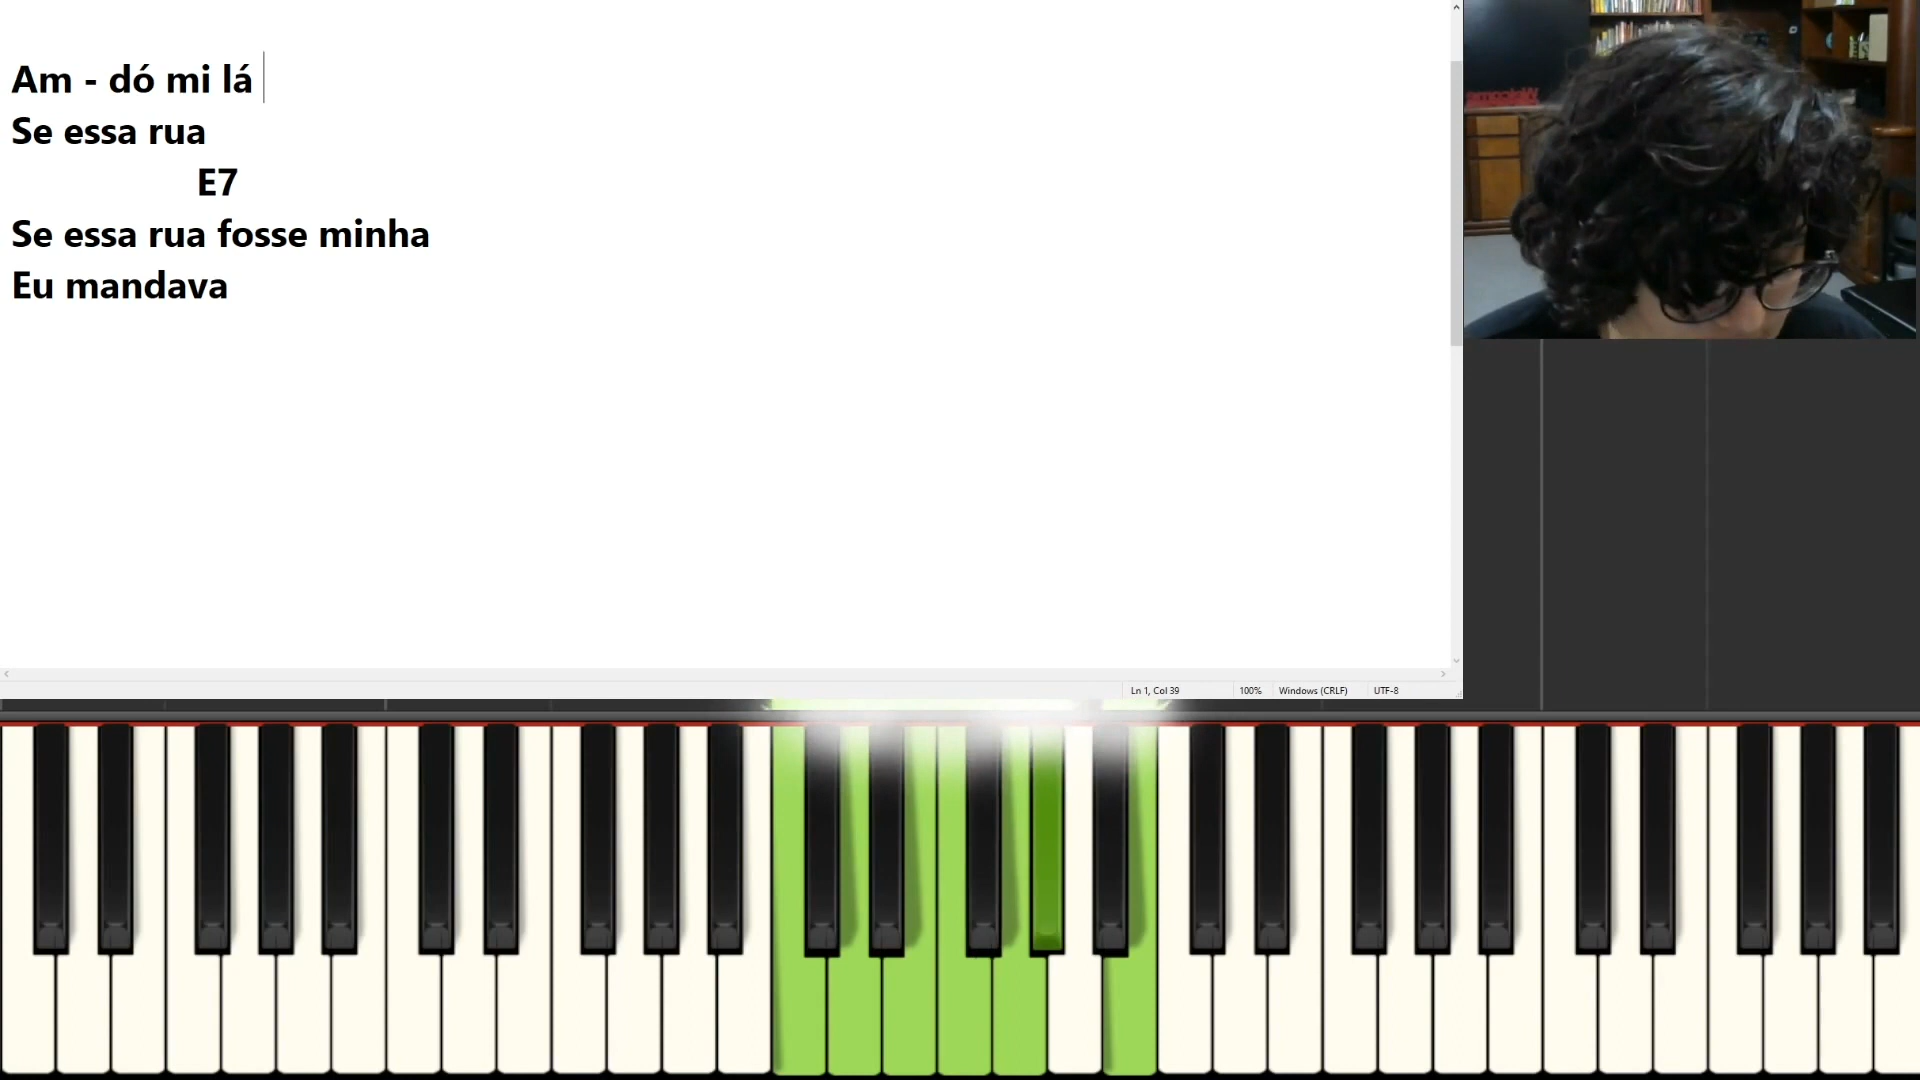 Am - dó mi lá
Se essa rua
E7
Se essa rua fosse minha
Eu mandava
Ln 1, Col 39
100%
Windows (CRLF)
UTF-8